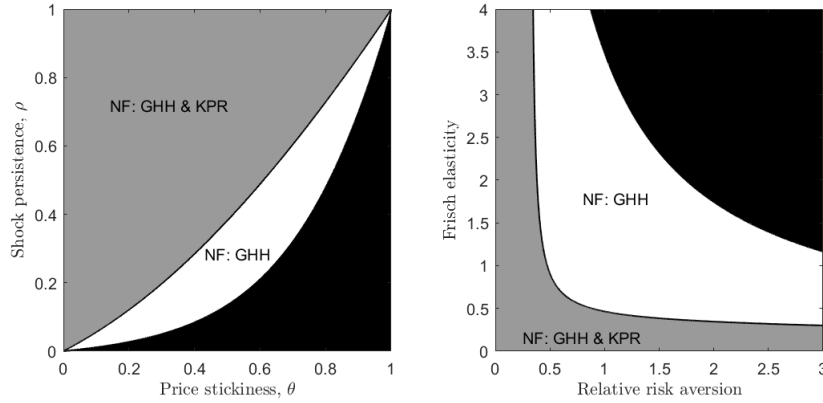 1
0.8
0.6
0.4
0.2
0
Shock persistence, ρ
NF: GHH & KPR
NF: GHH
0 0.2 0.4 0.6 0.8 1
Price stickiness, θ
4
3.5
3
2.5
2
1.5
1
0.5
0
Frisch elasticity
NF: GHH
NF: GHH & KPR
0 0.5 1 1.5 2 2.5 3
Relative risk aversion